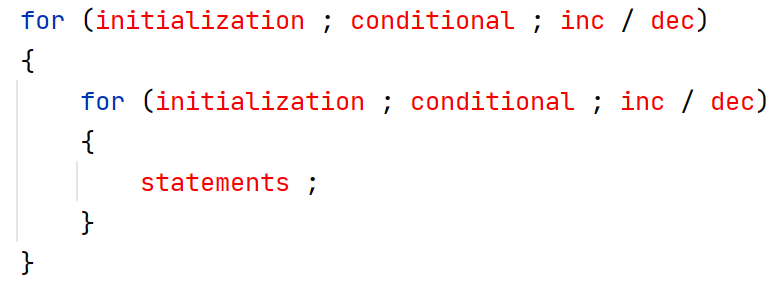 for (initialization ; conditional ; inc / dec)
{
    for (initialization ; conditional ; inc / dec)
    {
        statements ;
    }
}